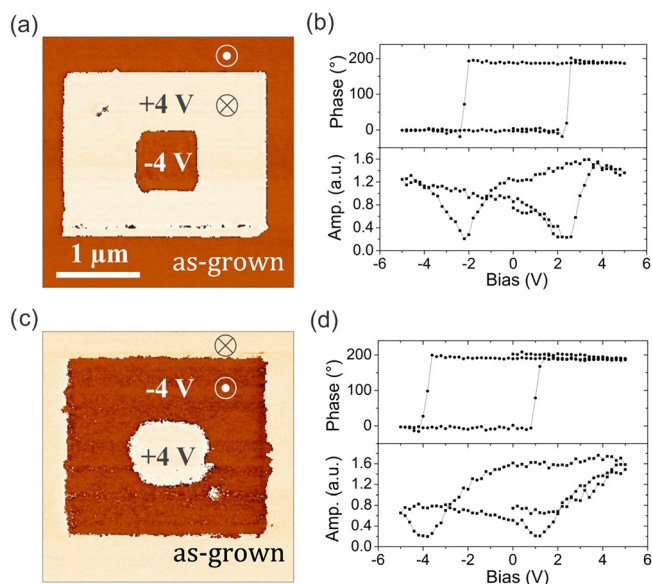 (a)
+4 V
-4 V
1 μm
as-grown
(b)
Phase (°)
200
100
0
Amp. (a.u.)
1.6
1.2
0.8
0.4
0.0
-6 -4 -2 0 2 4 6
Bias (V)
(c)
-4 V
+4 V
as-grown
(d)
Phase (°)
200
100
0
Amp. (a.u.)
1.6
1.2
0.8
0.4
0
-6 -4 -2 0 2 4 6
Bias (V)